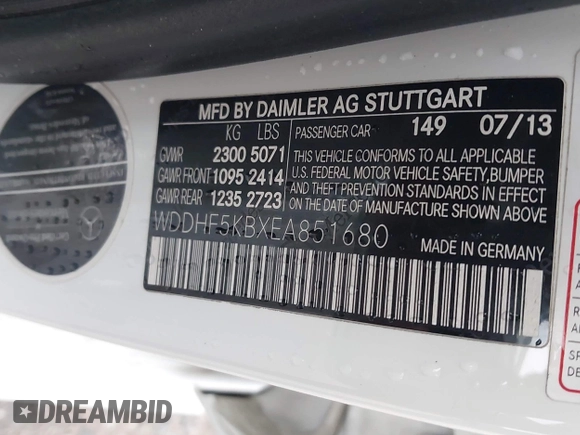 MFD BY DAIMLER AG STUTTGART
KG LBS
GVWR 2300 5071
GAWR FRONT 1095 2414
GAWR REAR 1235 2723
PASSENGER CAR 149 07/13
THIS VEHICLE CONFORMS TO ALL APPLICABLE
U.S. FEDERAL MOTOR VEHICLE SAFETY, BUMPER
AND THEFT PREVENTION STANDARDS IN EFFECT
ON THE DATE OF MANUFACTURE SHOWN ABOVE
WDDHF5KBXEA851680
MADE IN GERMANY
DREAMBID